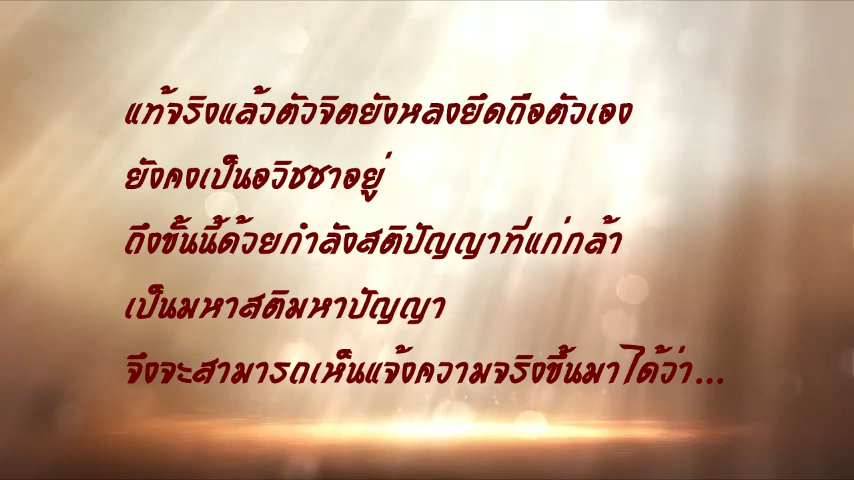 แท้จริงแล้วตัวจิตยังหลงยึดถือตัวเอง
ยังคงเป็นอวิชชาอยู่
ถึงขั้นนี้ด้วยกำลังสติปัญญาที่แก่กล้า
เป็นมหาสติมหาปัญญา
จึงจะสามารถเห็นแจ้งความจริงขึ้นมาได้ว่า...